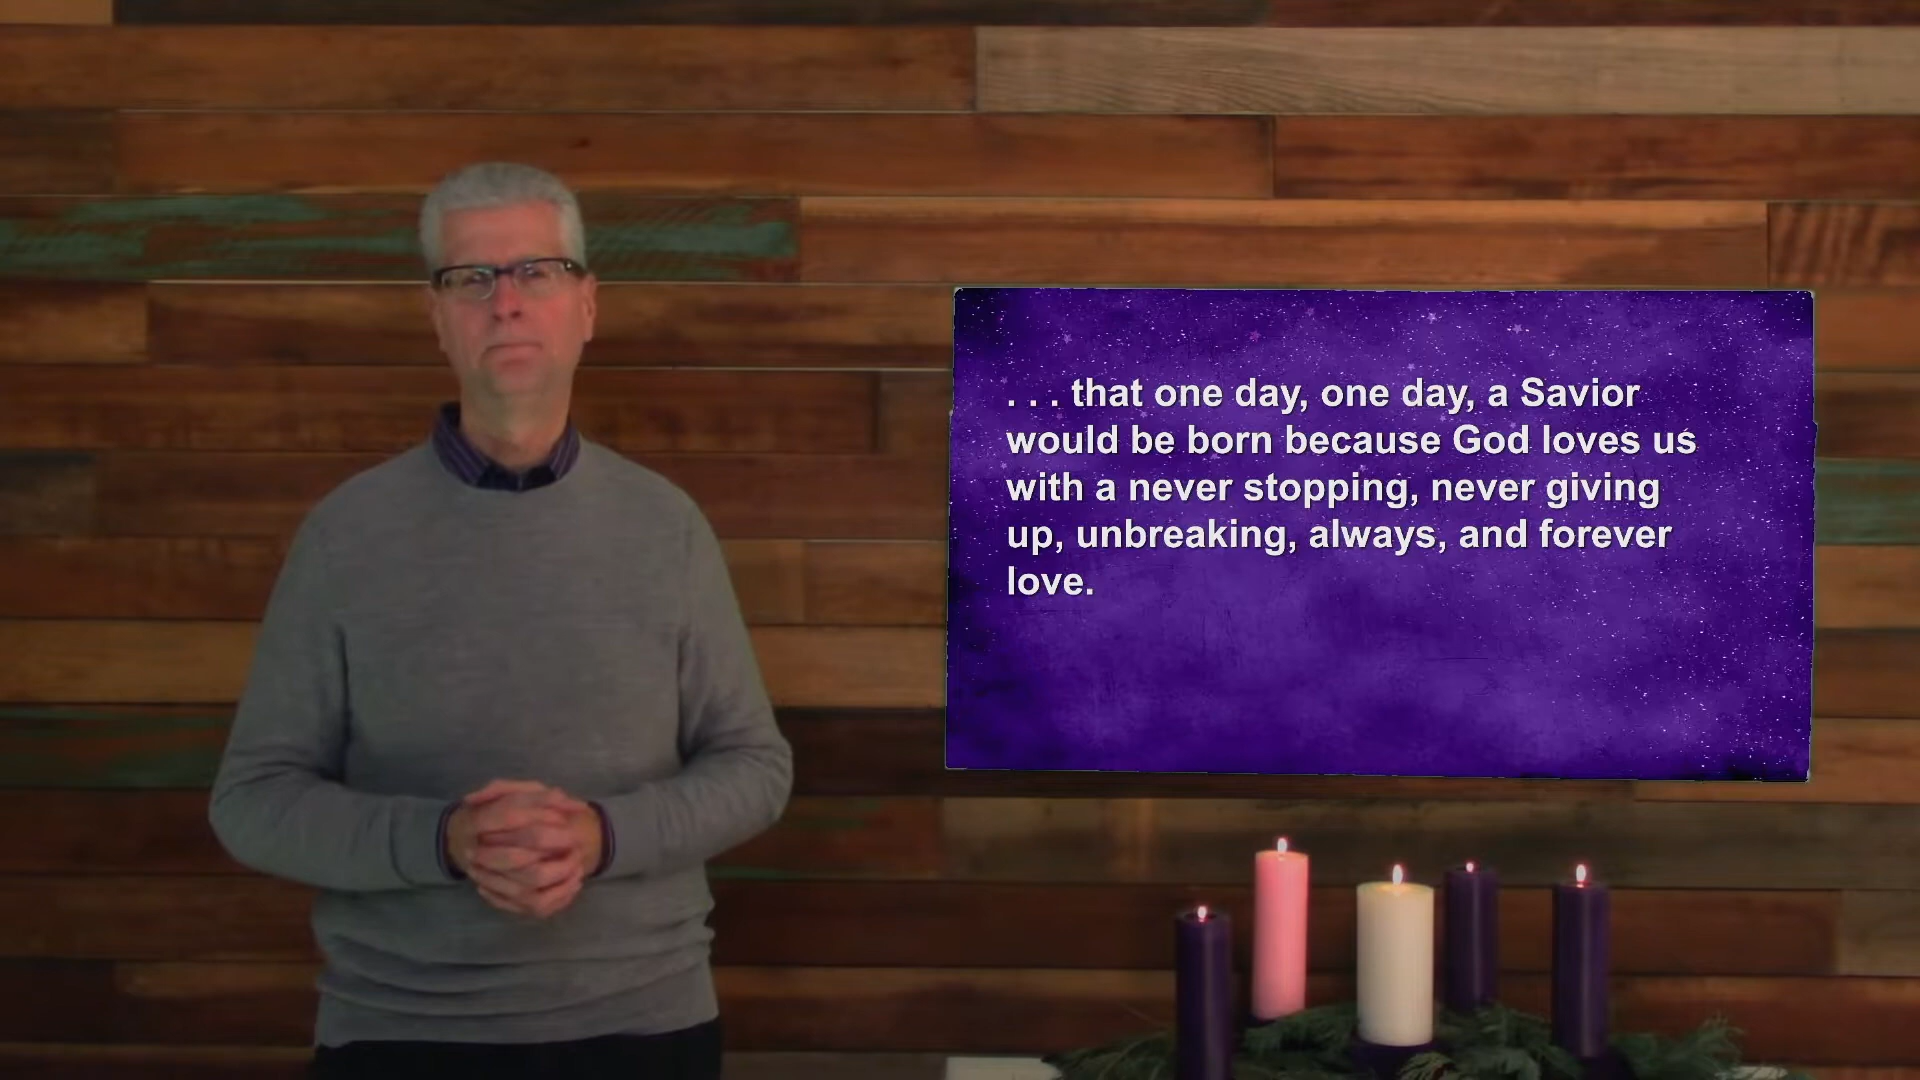 . . . that one day, one day, a Savior
would be born because God loves us
with a never stopping, never giving
up, unbreaking, always, and forever
love.